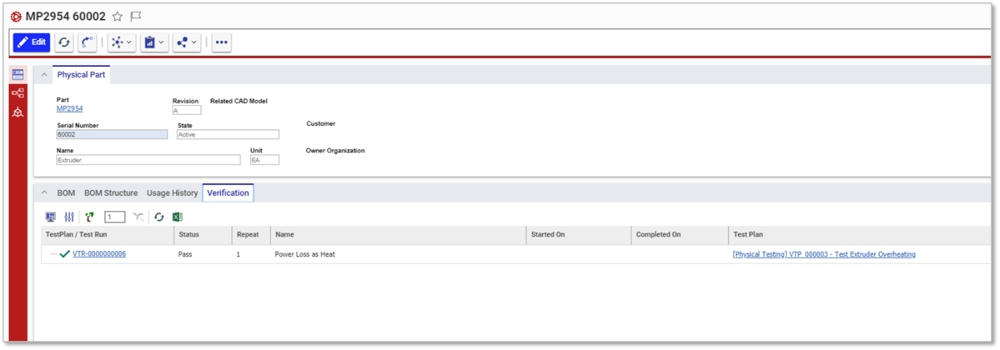 MP2954 60002
Edit
Physical Part
Part
MP2954
Revision
A
Related CAD Model
Serial Number
60002
State
Active
Customer
Name
Extruder
Unit
EA
Owner Organization
BOM BOM Structure Usage History Verification
1
TestPlan / Test Run Status Repeat Name Started On Completed On Test Plan
VTR-0000000006 Pass 1 Power Loss as Heat [Physical Testing] VTP_000003 - Test Extruder Overheating